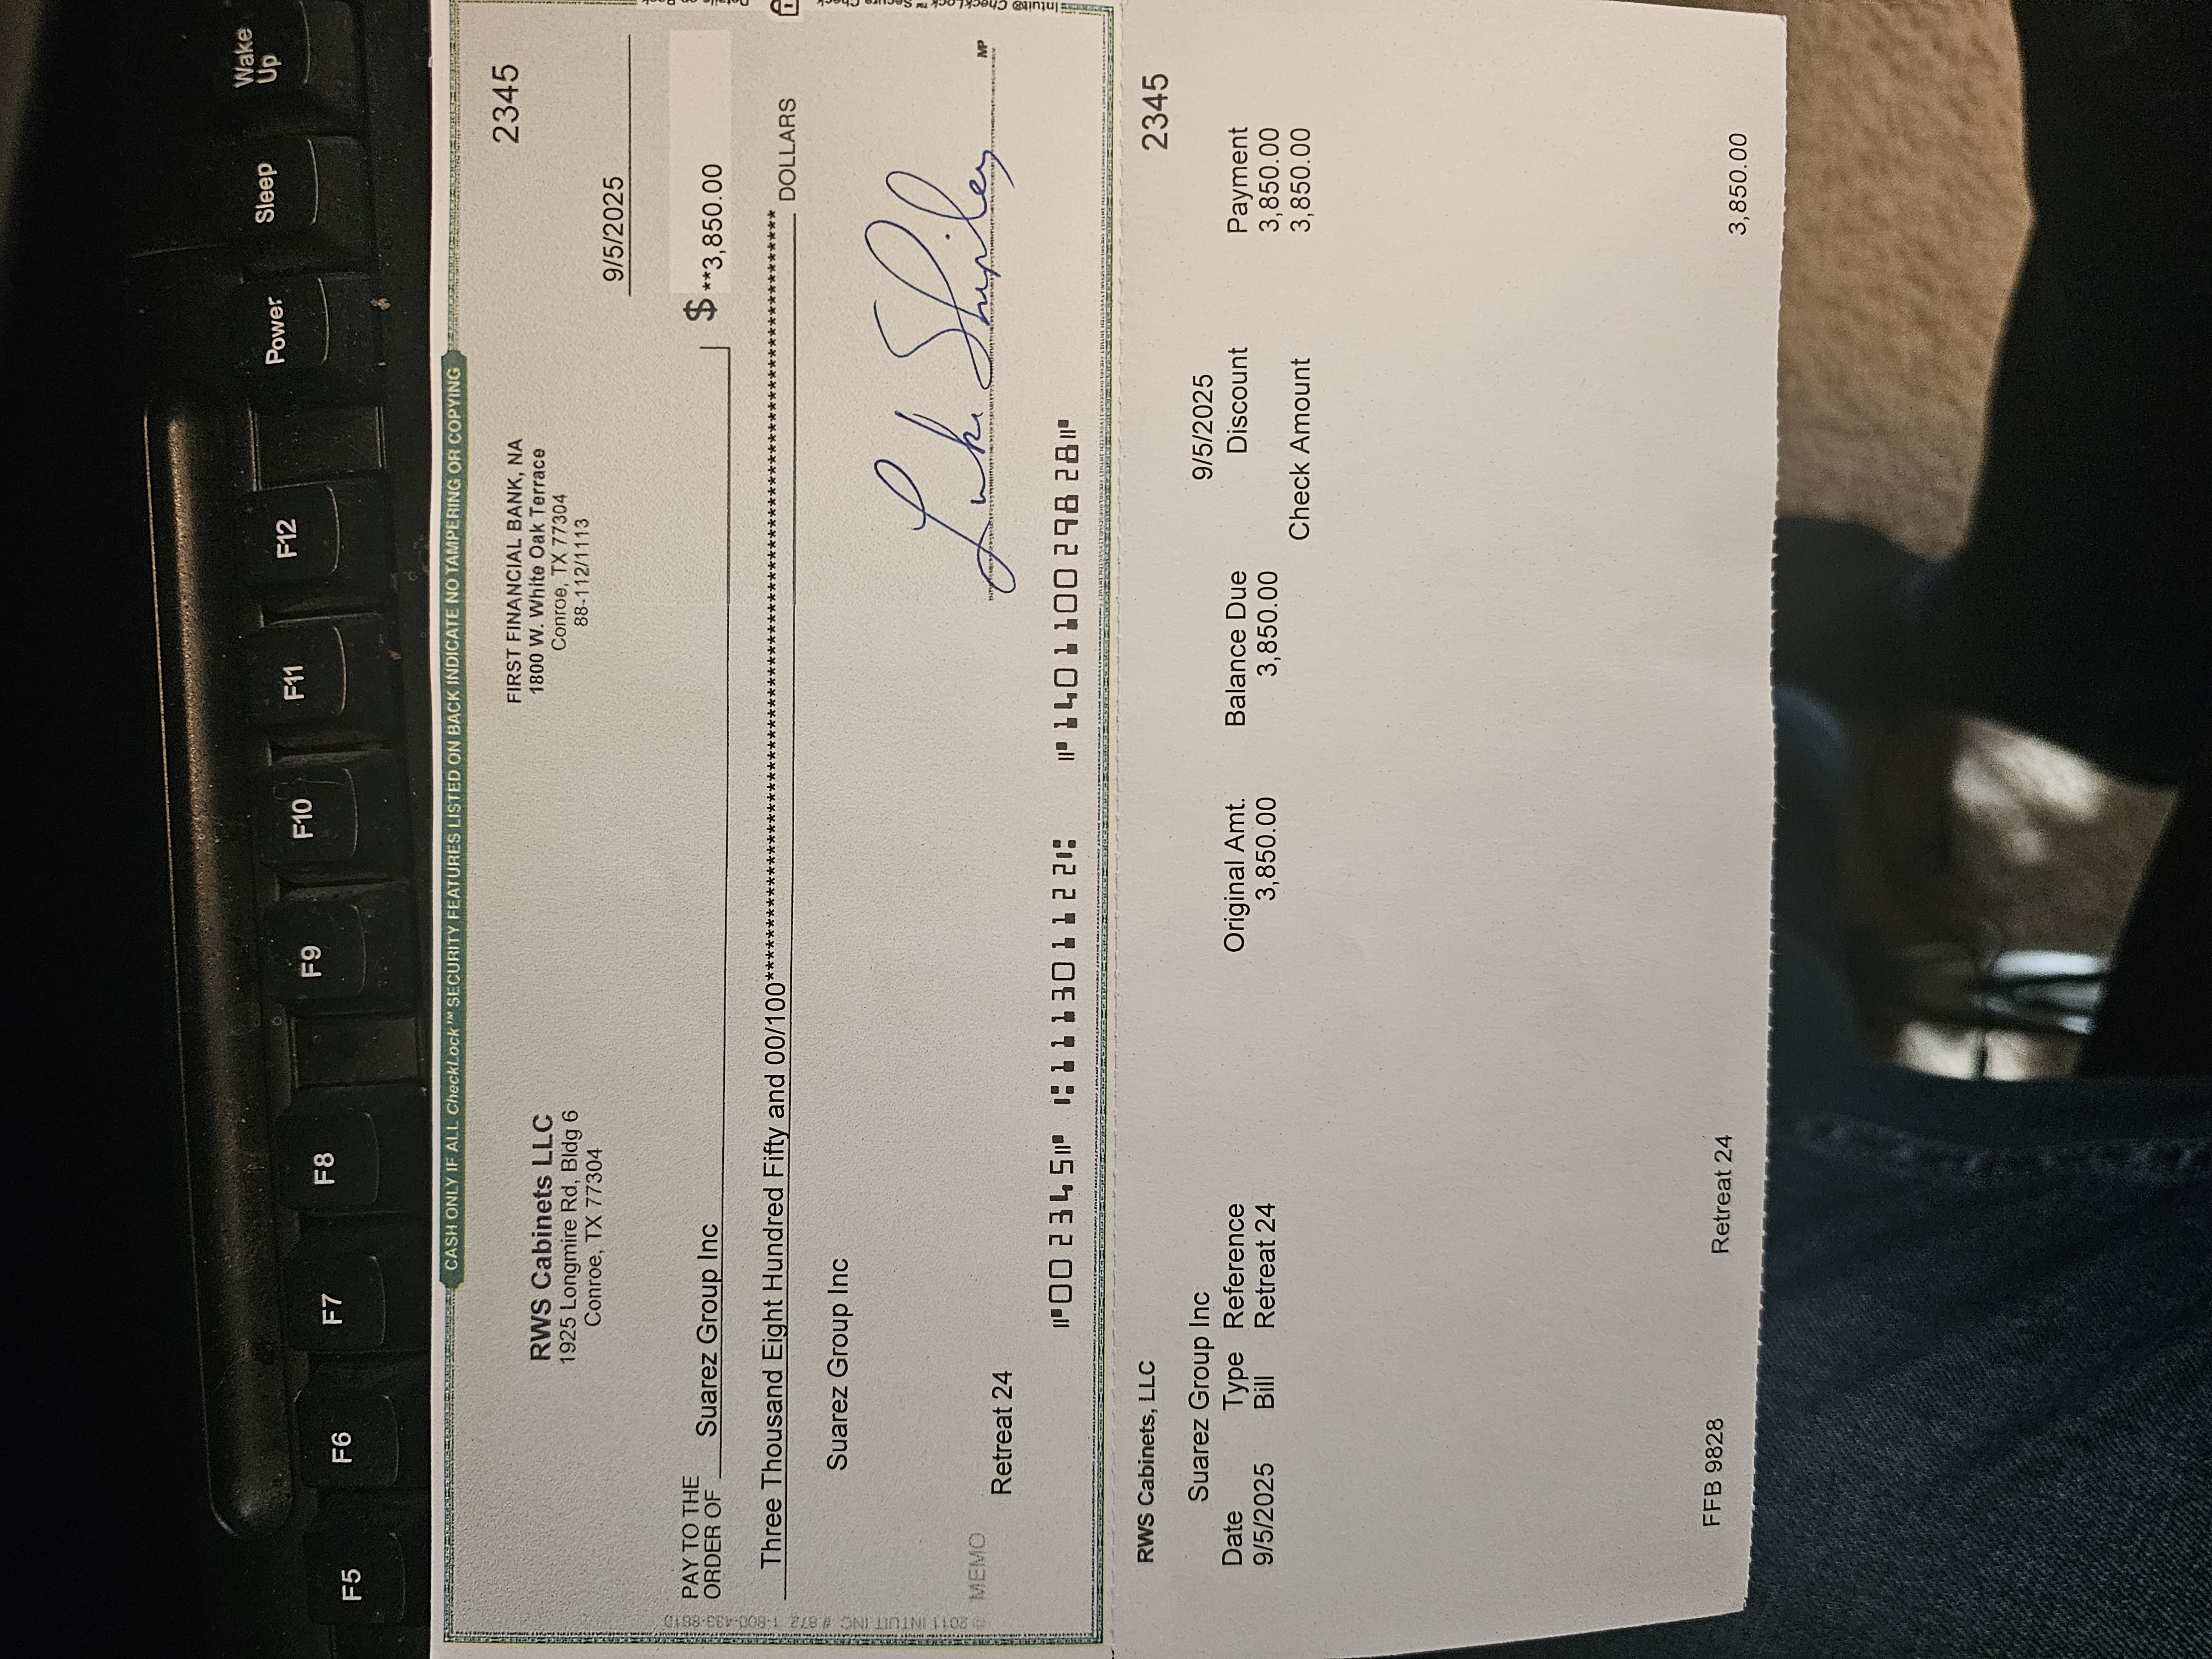 F5 F6 F7 F8 F9 F10 F11 F12 Power Sleep Wake Up
CASH ONLY IF ALL CheckLock™ SECURITY FEATURES LISTED ON BACK INDICATE NO TAMPERING OR COPYING
2345
RWS Cabinets LLC
1925 Longmire Rd, Bldg 6
Conroe, TX 77304
FIRST FINANCIAL BANK, NA
1800 W. White Oak Terrace
Conroe, TX 77304
88-112/1113
9/5/2025
PAY TO THE
ORDER OF Suarez Group Inc
$ **3,850.00
Three Thousand Eight Hundred Fifty and 00/100****************************************************************************** DOLLARS
Suarez Group Inc
Luke Shipley
MP
MEMO
Retreat 24
⑈002345⑈ ⑆111301122⑆ ⑈14011002982 8⑈
© 2011 INTUIT INC. # 672 1-800-433-8810
Intuit® CheckLock™ Secure Check
Details on Back
RWS Cabinets, LLC
2345
Suarez Group Inc 9/5/2025
Date Type Reference Original Amt. Balance Due Discount Payment
9/5/2025 Bill Retreat 24 3,850.00 3,850.00 3,850.00
Check Amount 3,850.00
FFB 9828 Retreat 24 3,850.00